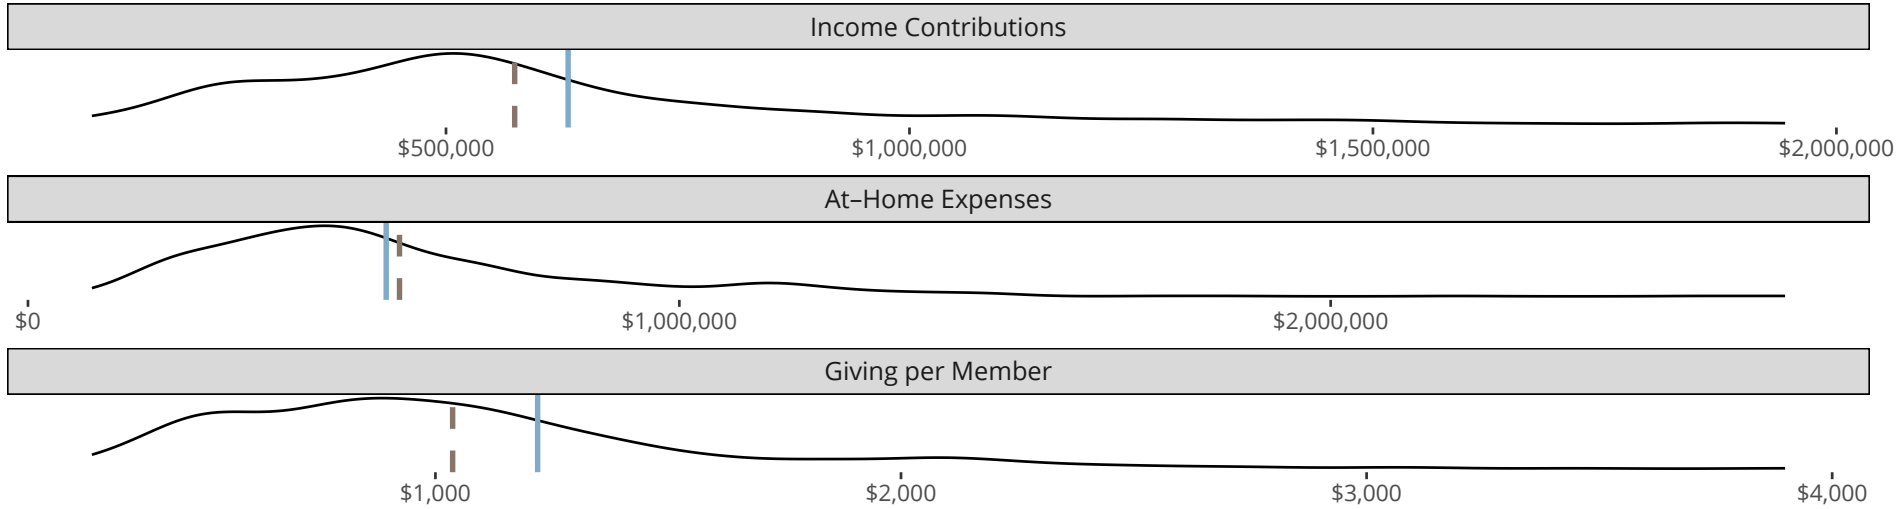 Income Contributions
$500,000 $1,000,000 $1,500,000 $2,000,000
At–Home Expenses
$0 $1,000,000 $2,000,000
Giving per Member
$1,000 $2,000 $3,000 $4,000